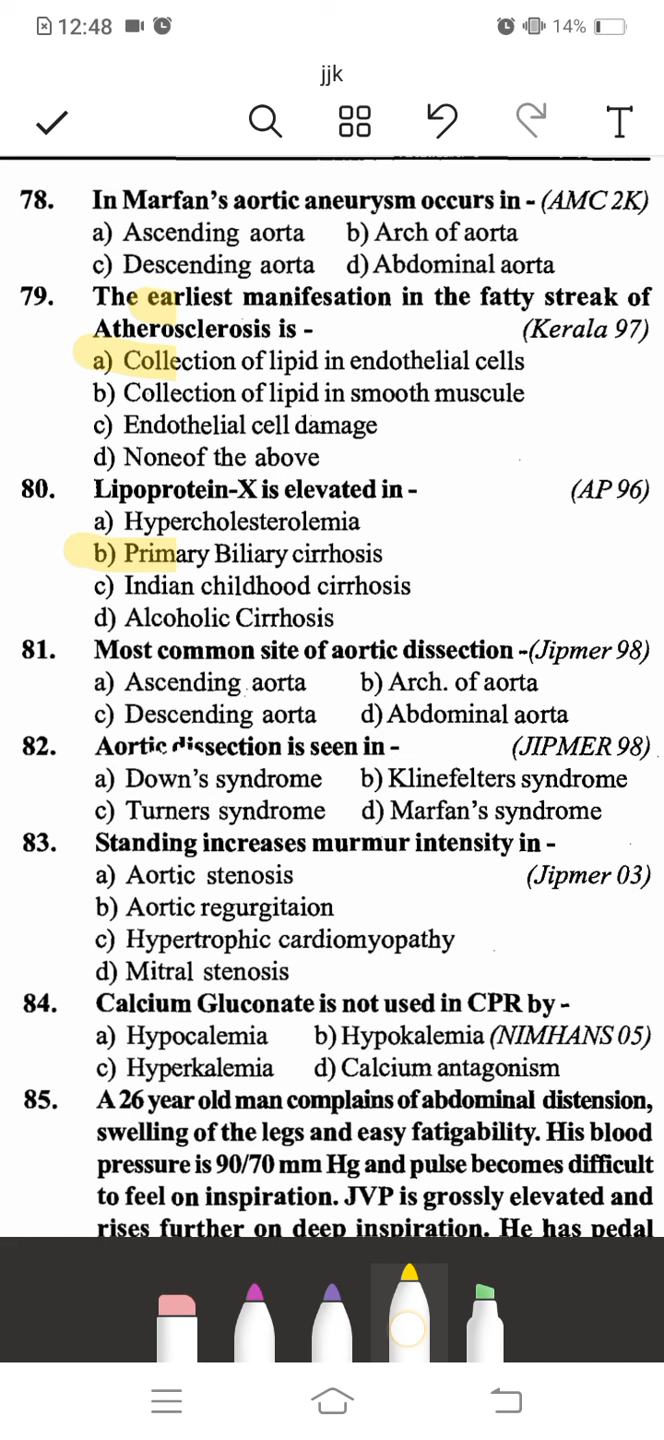 12:48
14%
jjk
T
78. In Marfan's aortic aneurysm occurs in - (AMC 2K)
a) Ascending aorta b) Arch of aorta
c) Descending aorta d) Abdominal aorta
79. The earliest manifesation in the fatty streak of
Atherosclerosis is - (Kerala 97)
a) Collection of lipid in endothelial cells
b) Collection of lipid in smooth muscule
c) Endothelial cell damage
d) Noneof the above
80. Lipoprotein-X is elevated in - (AP 96)
a) Hypercholesterolemia
b) Primary Biliary cirrhosis
c) Indian childhood cirrhosis
d) Alcoholic Cirrhosis
81. Most common site of aortic dissection -(Jipmer 98)
a) Ascending aorta b) Arch. of aorta
c) Descending aorta d) Abdominal aorta
82. Aortic dissection is seen in - (JIPMER 98)
a) Down's syndrome b) Klinefelters syndrome
c) Turners syndrome d) Marfan's syndrome
83. Standing increases murmur intensity in -
a) Aortic stenosis (Jipmer 03)
b) Aortic regurgitaion
c) Hypertrophic cardiomyopathy
d) Mitral stenosis
84. Calcium Gluconate is not used in CPR by -
a) Hypocalemia b) Hypokalemia (NIMHANS 05)
c) Hyperkalemia d) Calcium antagonism
85. A 26 year old man complains of abdominal distension,
swelling of the legs and easy fatigability. His blood
pressure is 90/70 mm Hg and pulse becomes difficult
to feel on inspiration. JVP is grossly elevated and
rises further on deep inspiration. He has pedal